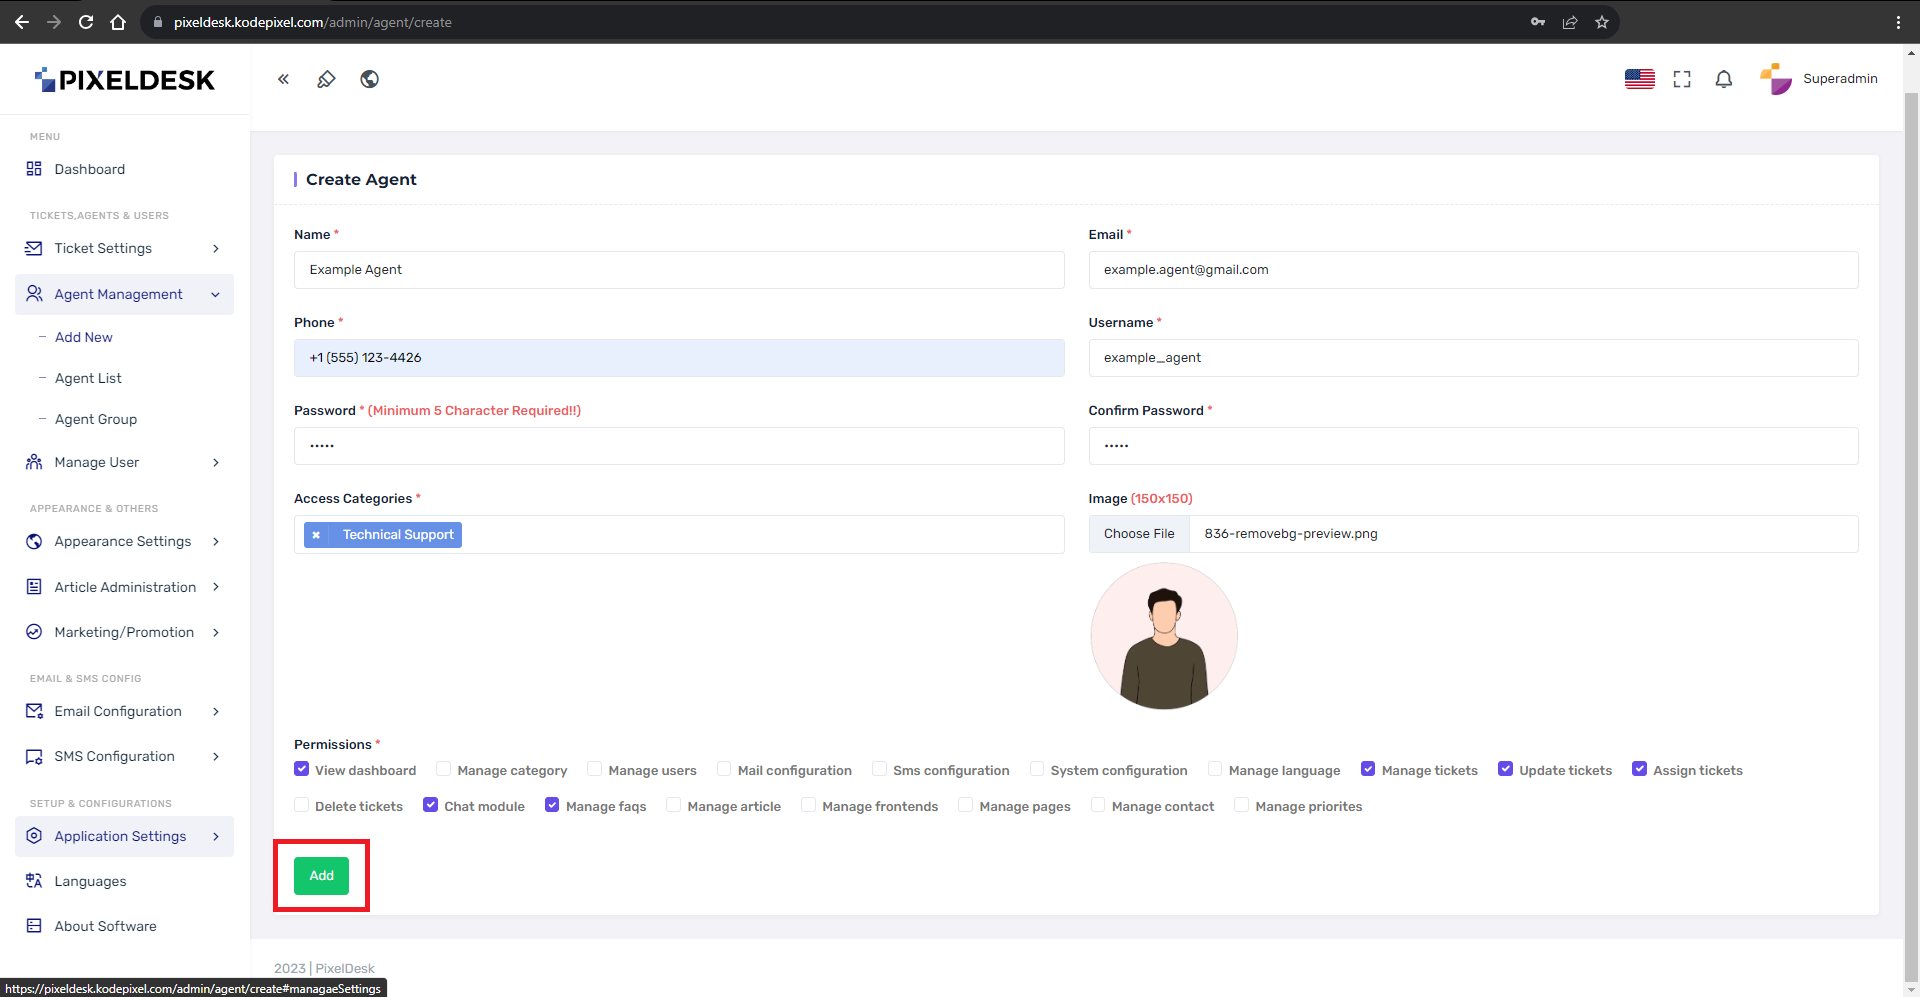 pixeldesk.kodepixel.com/admin/agent/create
PIXELDESK
Superadmin
MENU
Dashboard
TICKETS,AGENTS & USERS
Ticket Settings
Agent Management
Add New
Agent List
Agent Group
Manage User
APPEARANCE & OTHERS
Appearance Settings
Article Administration
Marketing/Promotion
EMAIL & SMS CONFIG
Email Configuration
SMS Configuration
SETUP & CONFIGURATIONS
Application Settings
Languages
About Software
Create Agent
Name *
Example Agent
Email *
example.agent@gmail.com
Phone *
+1 (555) 123-4426
Username *
example_agent
Password * (Minimum 5 Character Required!!)
•••••
Confirm Password *
•••••
Access Categories *
Technical Support
Image (150x150)
Choose File 836-removebg-preview.png
Permissions *
View dashboard Manage category Manage users Mail configuration Sms configuration System configuration Manage language Manage tickets Update tickets Assign tickets
Delete tickets Chat module Manage faqs Manage article Manage frontends Manage pages Manage contact Manage priorites
Add
2023 | PixelDesk
https://pixeldesk.kodepixel.com/admin/agent/create#managaeSettings